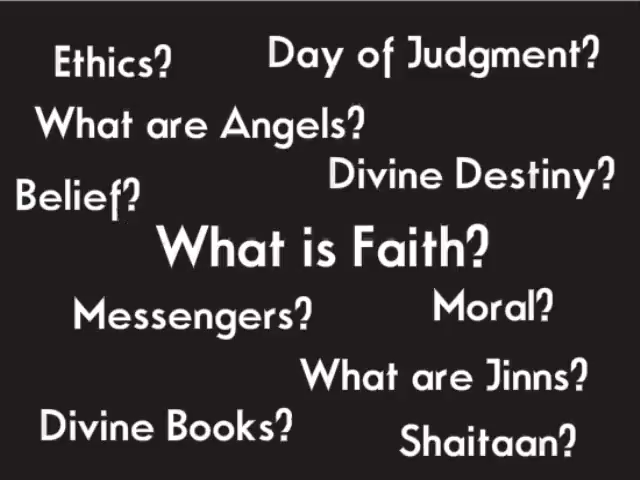 Ethics?
Day of Judgment?
What are Angels?
Divine Destiny?
Belief?
What is Faith?
Messengers?
Moral?
What are Jinns?
Divine Books?
Shaitaan?